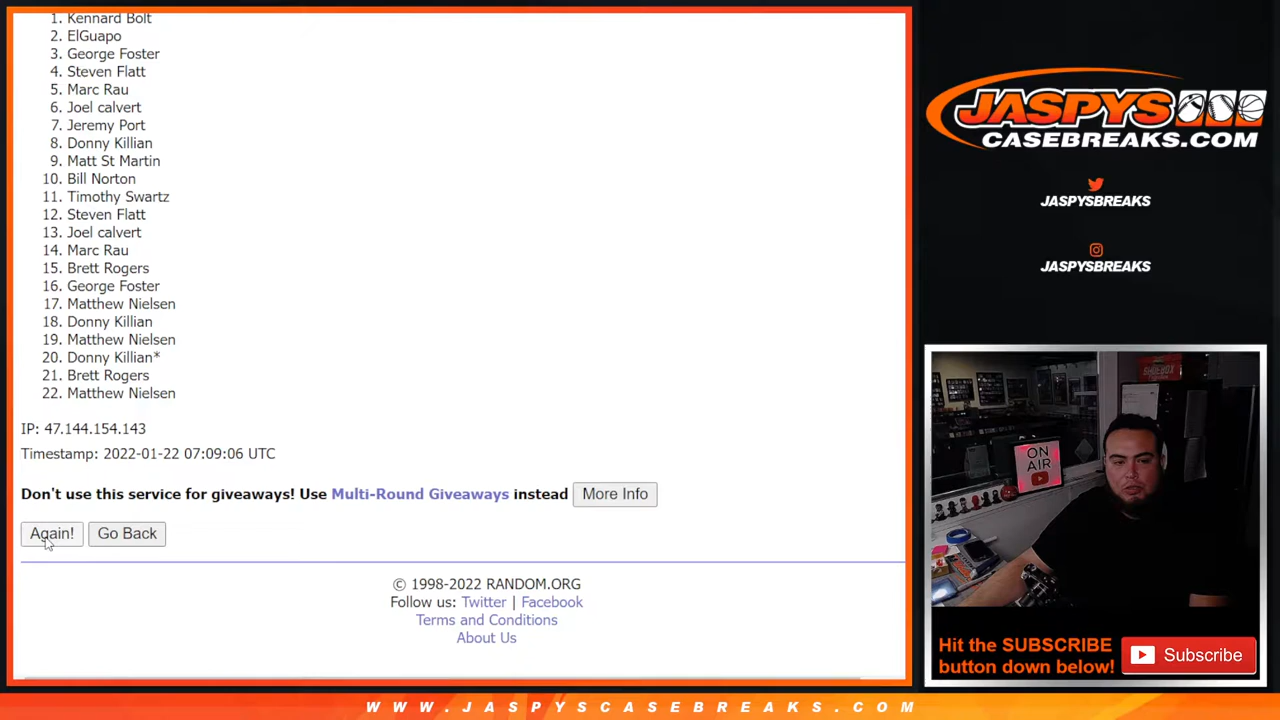 1. Kennard Bolt
2. ElGuapo
3. George Foster
4. Steven Flatt
5. Marc Rau
6. Joel calvert
7. Jeremy Port
8. Donny Killian
9. Matt St Martin
10. Bill Norton
11. Timothy Swartz
12. Steven Flatt
13. Joel calvert
14. Marc Rau
15. Brett Rogers
16. George Foster
17. Matthew Nielsen
18. Donny Killian
19. Matthew Nielsen
20. Donny Killian*
21. Brett Rogers
22. Matthew Nielsen
IP: 47.144.154.143
Timestamp: 2022-01-22 07:09:06 UTC
Don't use this service for giveaways! Use Multi-Round Giveaways instead More Info
Again! Go Back
© 1998-2022 RANDOM.ORG
Follow us: Twitter | Facebook
Terms and Conditions
About Us
JASPYS
CASEBREAKS.COM
JASPYSBREAKS
JASPYSBREAKS
SHOEBOX
ON
AIR
Hit the SUBSCRIBE
button down below!
Subscribe
WWW.JASPYSCASEBREAKS.COM